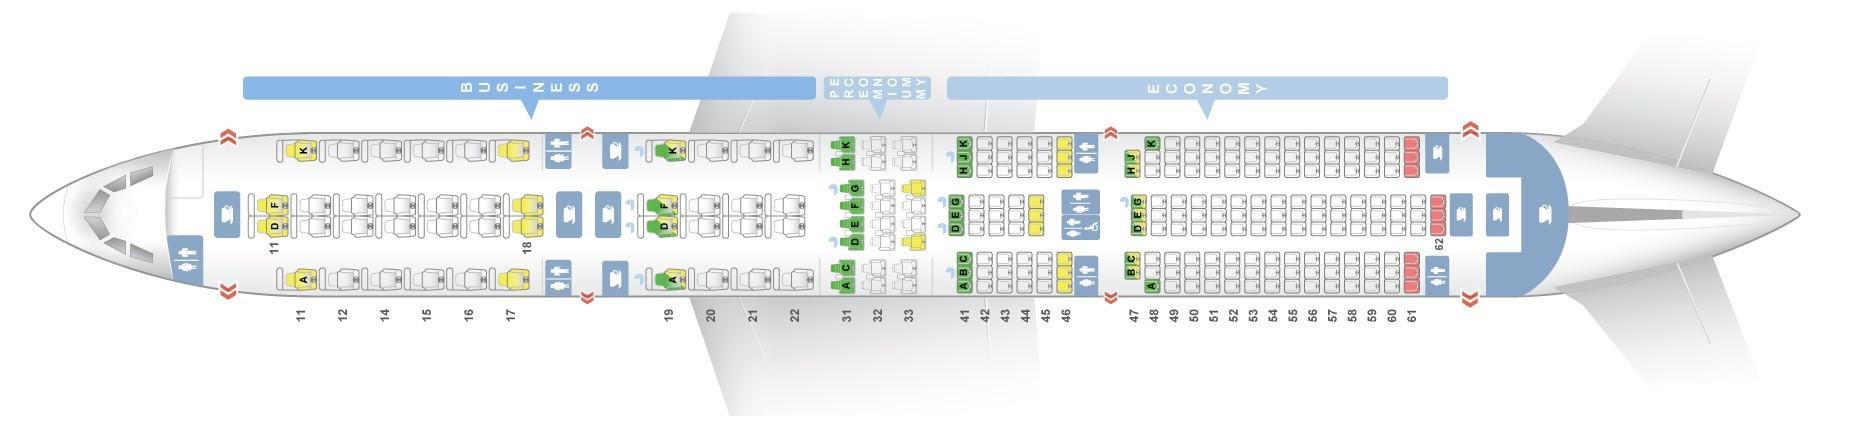 BUSINESS
PREMIUM
ECONOMY
ECONOMY
K K K H K H J K H J K
F D F D G F E D G E D G E D
A A C A C B A C B A
11 18 62
11 12 13 14 15 16 17 19 20 21 22 31 32 33 41 42 43 44 45 46 47 48 49 50 51 52 53 54 55 56 57 58 59 60 61